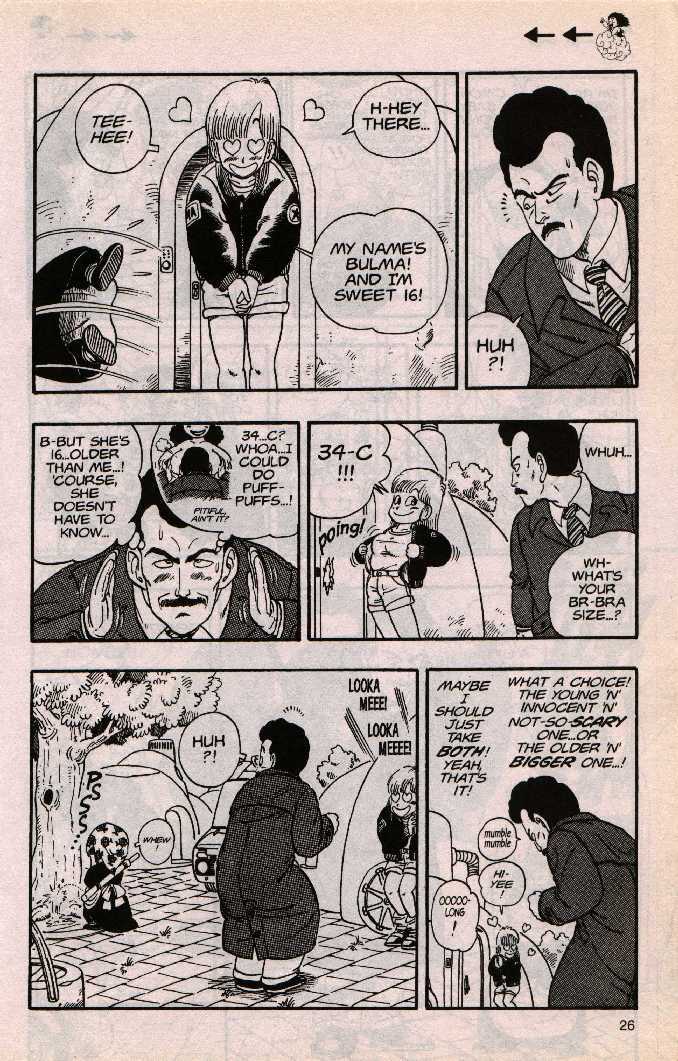 H-HEY
THERE...
TEE-
HEE!
MY NAME'S
BULMA!
AND I'M
SWEET 16!
HUH
?!
WHUH...
WH-
WHAT'S
YOUR
BR-BRA
SIZE...?
34-C
!!!
poing!
34...C?
WHOA...I
COULD
DO
PUFF-
PUFFS...!
PITIFUL,
AIN'T IT?
B-BUT SHE'S
16...OLDER
THAN ME...!
'COURSE,
SHE
DOESN'T
HAVE TO
KNOW...
WHAT A CHOICE!
THE YOUNG 'N'
INNOCENT 'N'
NOT-SO-SCARY
ONE...OR
THE OLDER 'N'
BIGGER ONE...!
MAYBE
I
SHOULD
JUST
TAKE
BOTH!
YEAH,
THAT'S
IT!
mumble
mumble
HI-
YEE
!
OOOOO-
LONG
!
LOOKA
MEEE!
LOOKA
MEEEE!
HUH
?!
PSSSS
WHEW
!
26